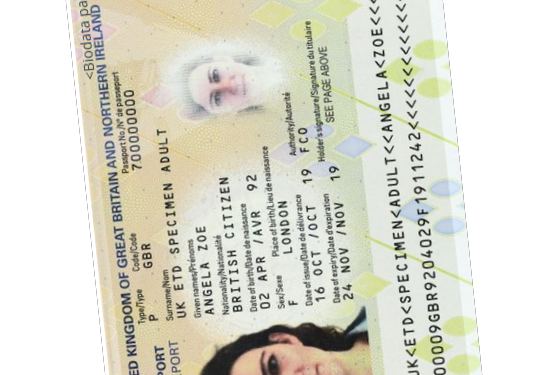 <Biodata pa
ED KINGDOM OF GREAT BRITAIN AND NORTHERN IRELAND
PORT
PORT
Type/Type Code/Code Passport No./Nº de passeport
P GBR 700000000
Surname/Nom
UK ETD SPECIMEN ADULT
Given names/Prénoms
ANGELA ZOE
Nationality/Nationalité
BRITISH CITIZEN
Date of birth/Date de naissance
02 APR /AVR 92
Sex/Sexe Place of birth/Lieu de naissance
F LONDON
Date of issue/Date de délivrance Authority/Autorité
16 OCT /OCT 19 FCO
Date of expiry/Date d'expiration Holder's signature/Signature du titulaire
24 NOV /NOV 19 SEE PAGE ABOVE
UK<ETD<SPECIMEN<ADULT<<ANGELA<ZOE<<
00009GBR9204029F1911242<<<<<<<<